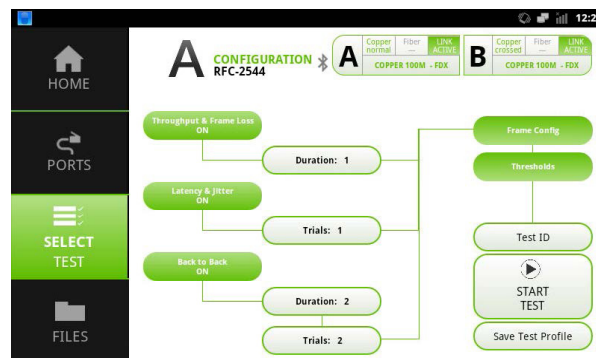 12:2
HOME
PORTS
SELECT
TEST
FILES
A
CONFIGURATION
RFC-2544
A
Copper
normal
Fiber
---
LINK
ACTIVE
COPPER 100M - FDX
B
Copper
crossed
Fiber
---
LINK
ACTIVE
COPPER 100M - FDX
Throughput & Frame Loss
ON
Duration: 1
Latency & Jitter
ON
Trials: 1
Back to Back
ON
Duration: 2
Trials: 2
Frame Config
Thresholds
Test ID
START
TEST
Save Test Profile